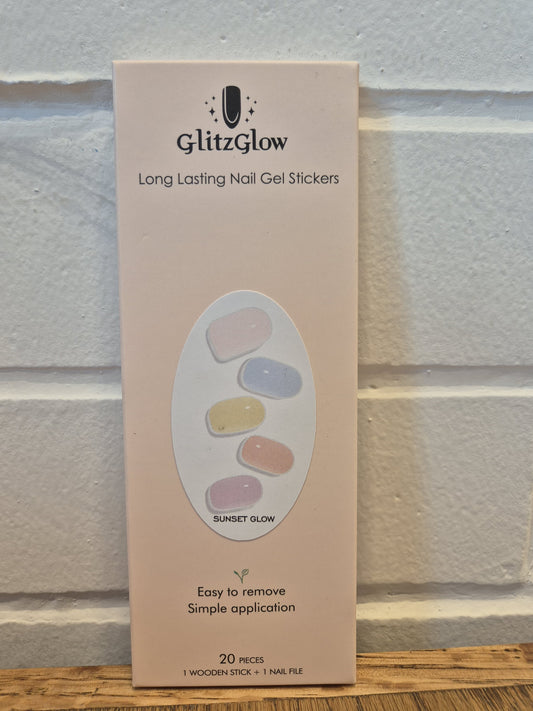 GlitzGlow
Long Lasting Nail Gel Stickers
SUNSET GLOW
Easy to remove
Simple application
20 PIECES
1 WOODEN STICK + 1 NAIL FILE